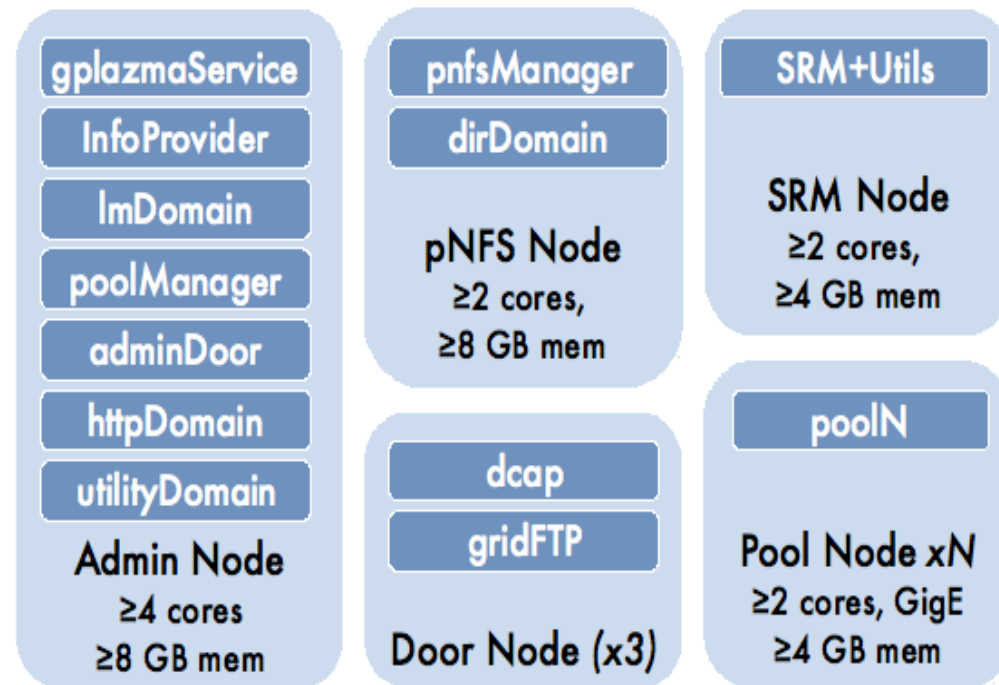 gplazmaService
InfoProvider
lmDomain
poolManager
adminDoor
httpDomain
utilityDomain
Admin Node
≥4 cores
≥8 GB mem
pnfsManager
dirDomain
pNFS Node
≥2 cores,
≥8 GB mem
dcap
gridFTP
Door Node (x3)
SRM+Utils
SRM Node
≥2 cores,
≥4 GB mem
poolN
Pool Node xN
≥2 cores, GigE
≥4 GB mem